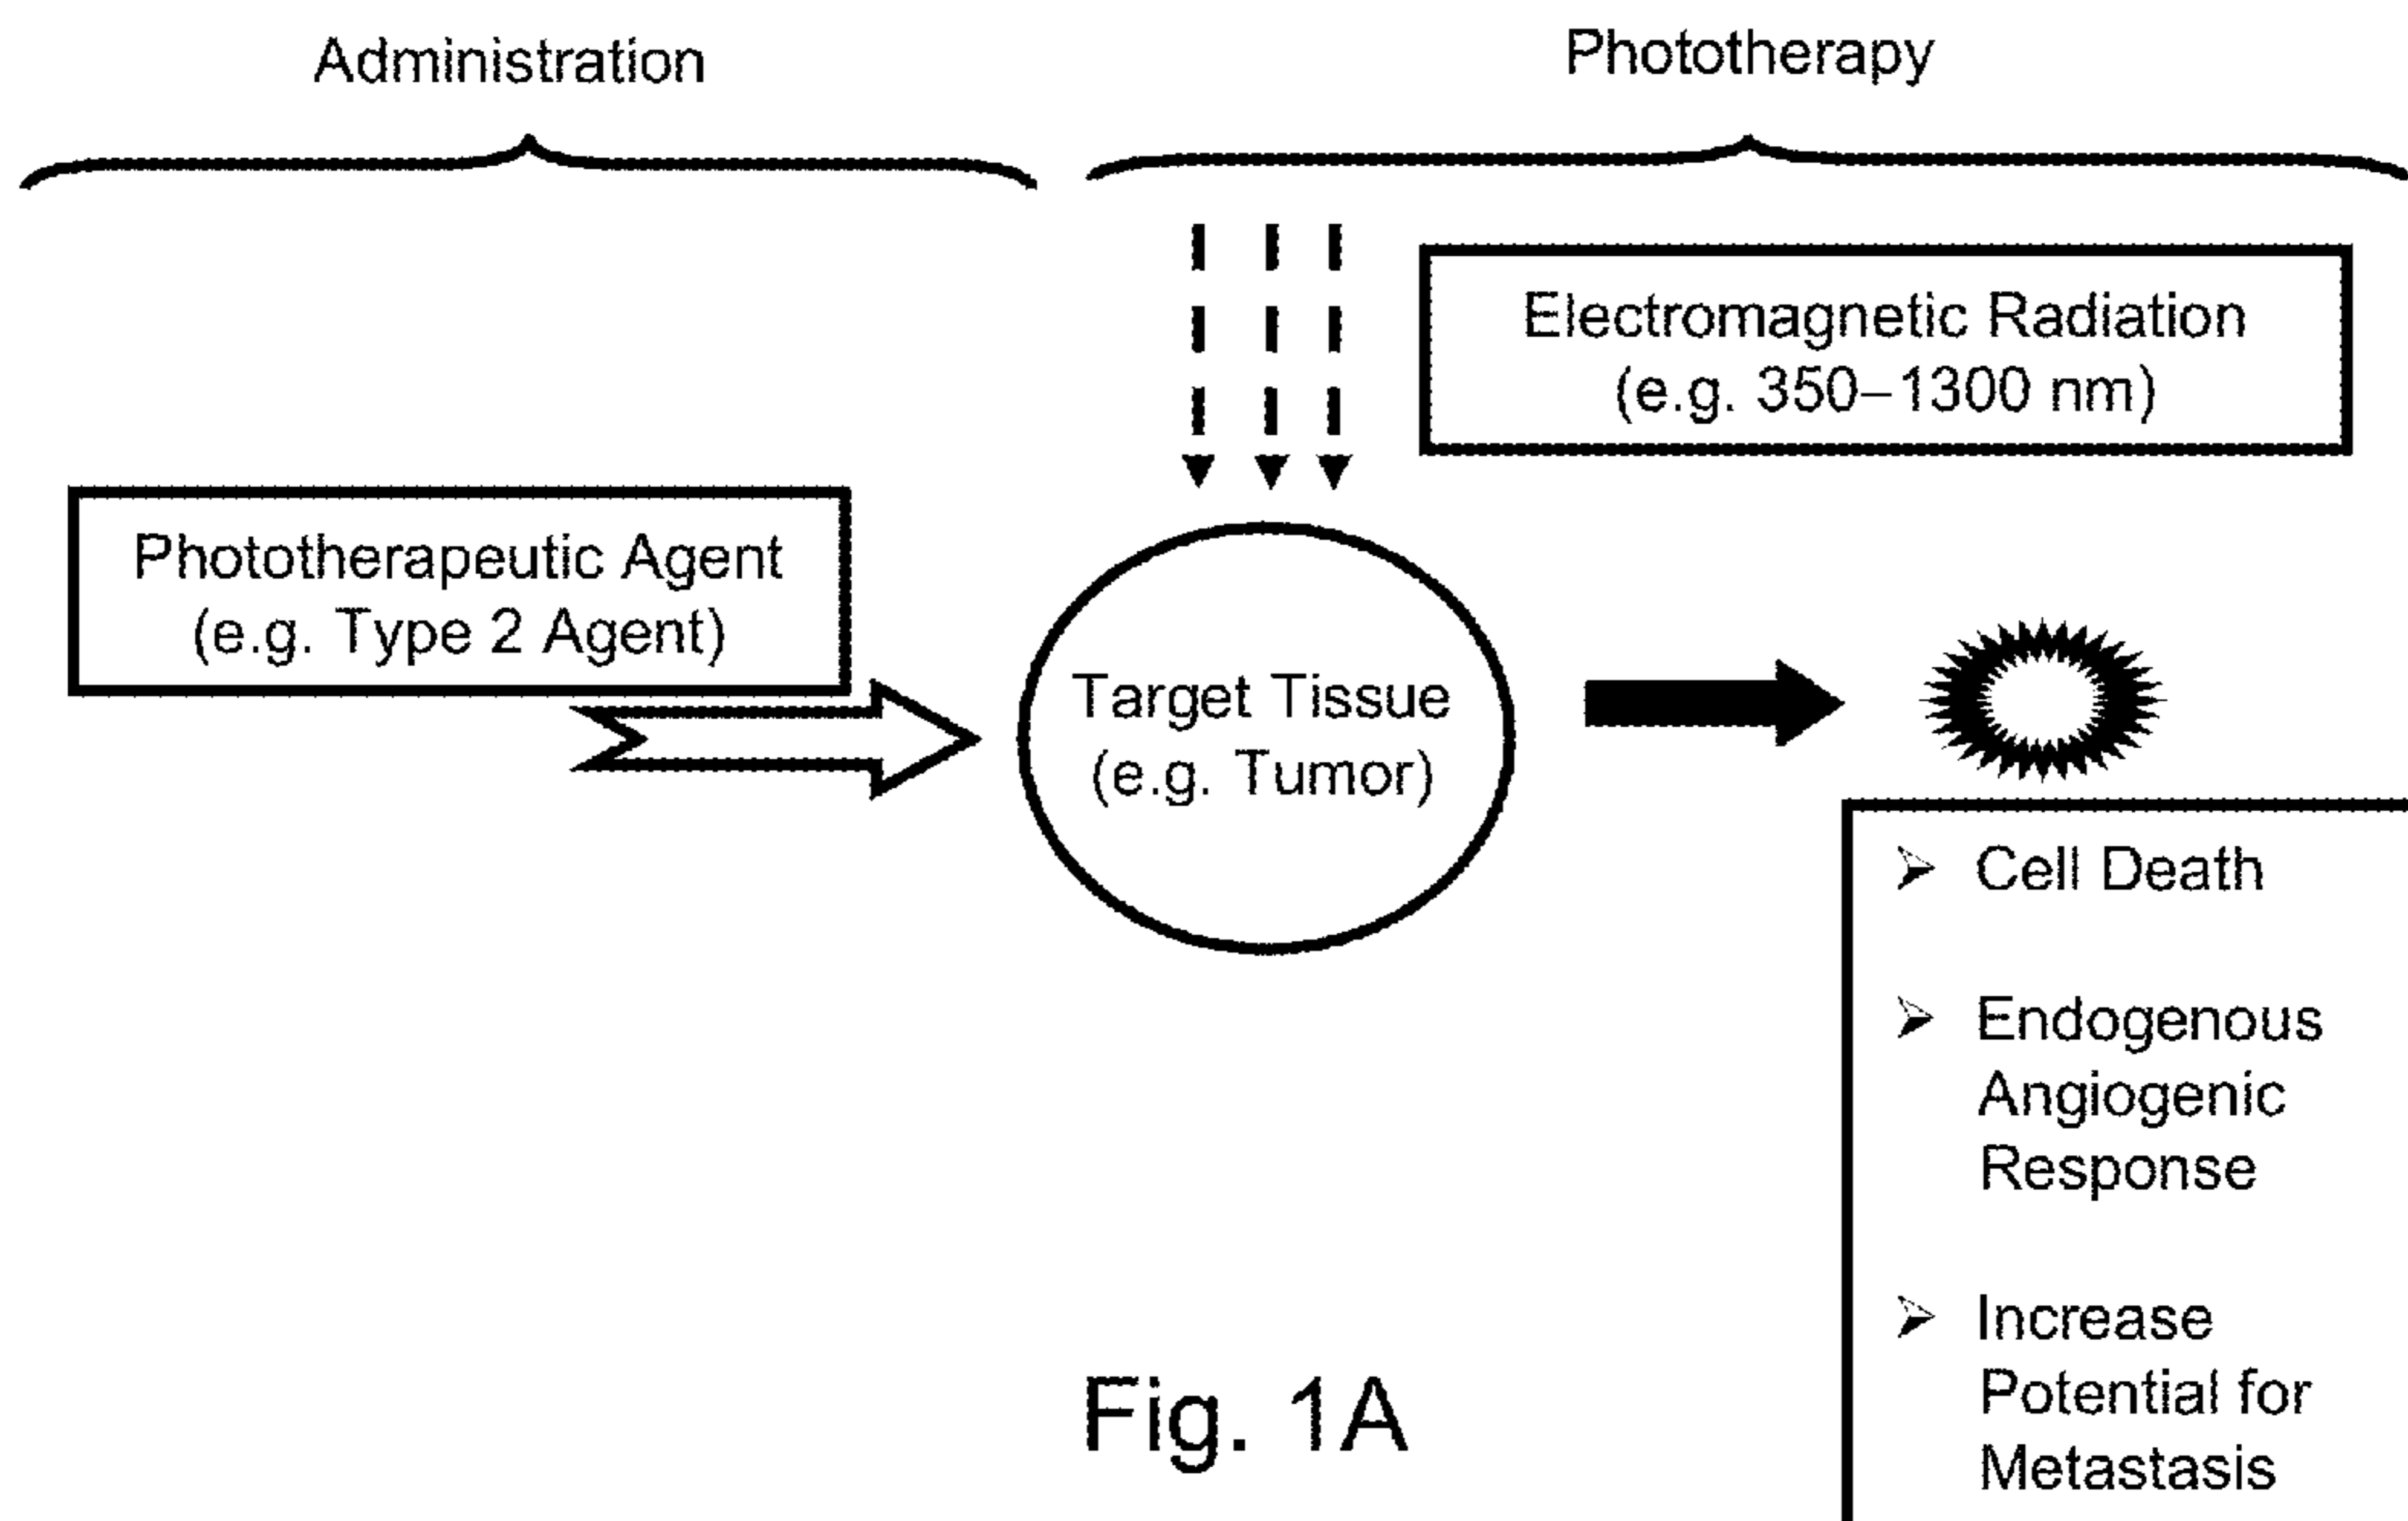 Administration
Phototherapy
Electromagnetic Radiation
(e.g. 350–1300 nm)
Phototherapeutic Agent
(e.g. Type 2 Agent)
Target Tissue
(e.g. Tumor)
➢ Cell Death
➢ Endogenous
Angiogenic
Response
➢ Increase
Potential for
Metastasis
Fig. 1A